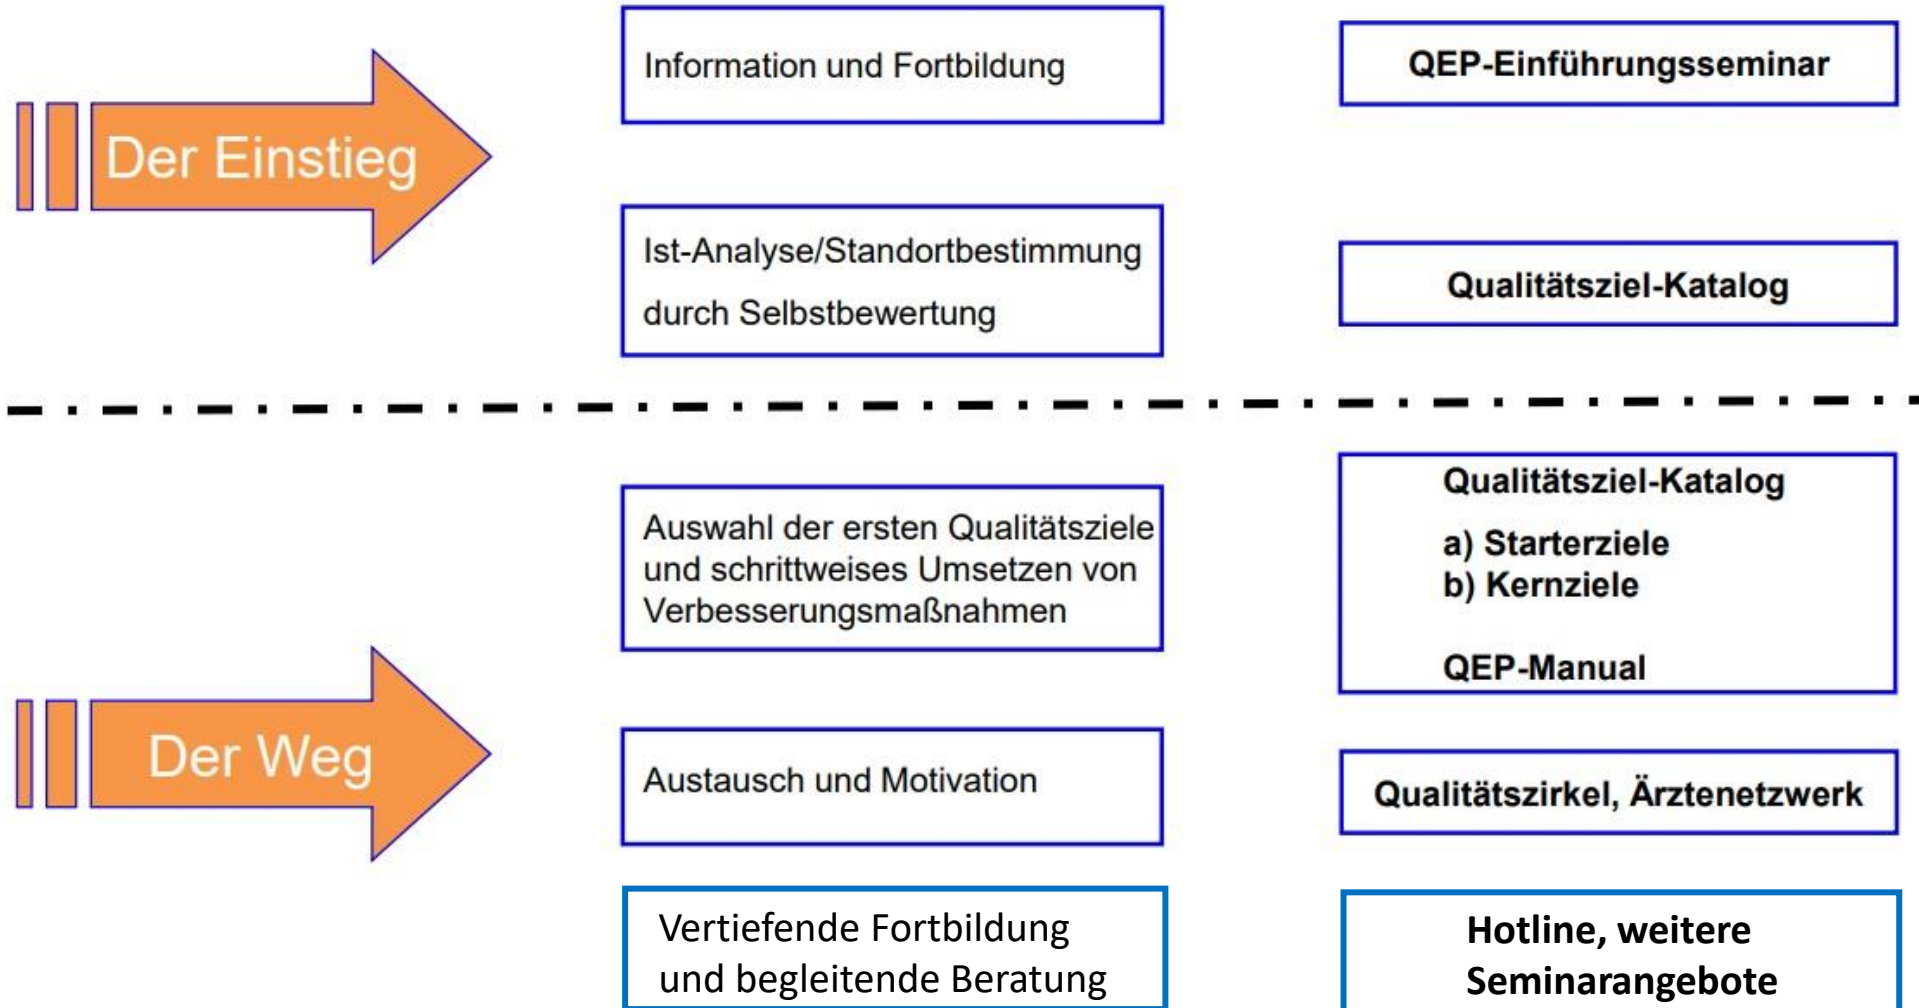 Der Einstieg
Information und Fortbildung
QEP-Einführungsseminar
Ist-Analyse/Standortbestimmung
durch Selbstbewertung
Qualitätsziel-Katalog
Der Weg
Auswahl der ersten Qualitätsziele
und schrittweises Umsetzen von
Verbesserungsmaßnahmen
Qualitätsziel-Katalog
a) Starterziele
b) Kernziele
QEP-Manual
Austausch und Motivation
Qualitätszirkel, Ärztenetzwerk
Vertiefende Fortbildung
und begleitende Beratung
Hotline, weitere
Seminarangebote